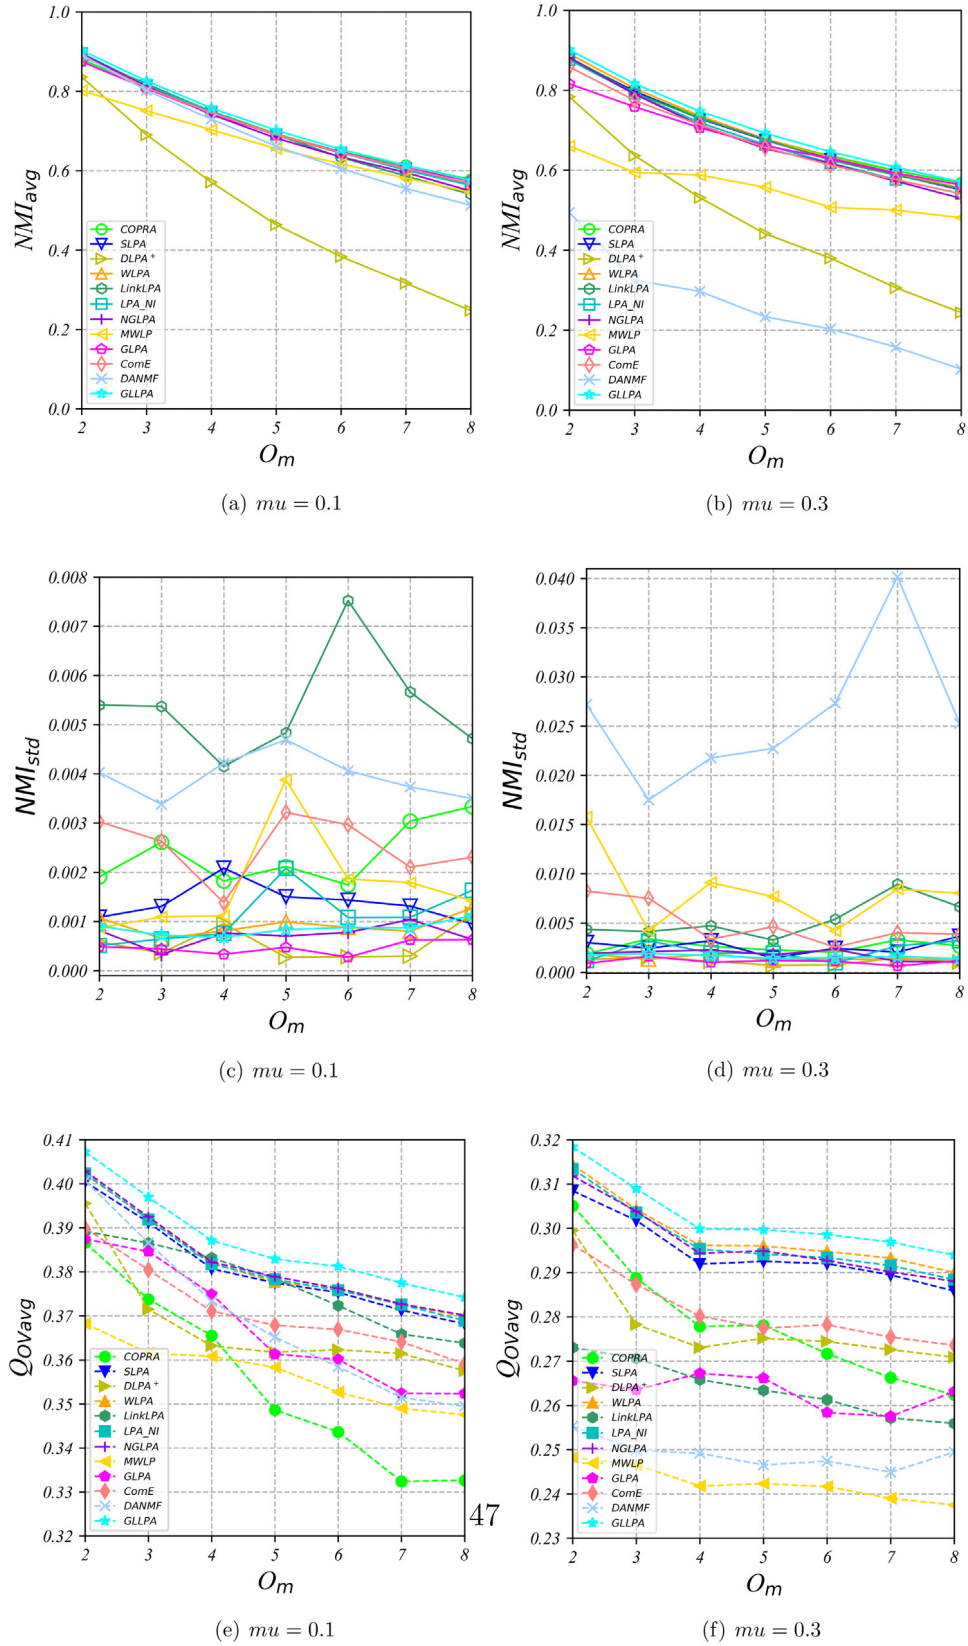 1.0
0.8
0.6
0.4
0.2
0.0
NMI_avg
COPRA
SLPA
DLPA+
WLPA
LinkLPA
LPA_NI
NGLPA
MWLP
GLPA
ComE
DANMF
GLLPA
2 3 4 5 6 7 8
O_m
(a) mu = 0.1
1.0
0.8
0.6
0.4
0.2
0.0
NMI_avg
COPRA
SLPA
DLPA+
WLPA
LinkLPA
LPA_NI
NGLPA
MWLP
GLPA
ComE
DANMF
GLLPA
2 3 4 5 6 7 8
O_m
(b) mu = 0.3
0.008
0.007
0.006
0.005
0.004
0.003
0.002
0.001
0.000
NMI_std
2 3 4 5 6 7 8
O_m
(c) mu = 0.1
0.040
0.035
0.030
0.025
0.020
0.015
0.010
0.005
0.000
NMI_std
2 3 4 5 6 7 8
O_m
(d) mu = 0.3
0.41
0.40
0.39
0.38
0.37
0.36
0.35
0.34
0.33
0.32
Qovavg
COPRA
SLPA
DLPA+
WLPA
LinkLPA
LPA_NI
NGLPA
MWLP
GLPA
ComE
DANMF
GLLPA
2 3 4 5 6 7 8
O_m
(e) mu = 0.1
47
0.32
0.31
0.30
0.29
0.28
0.27
0.26
0.25
0.24
0.23
Qovavg
COPRA
SLPA
DLPA+
WLPA
LinkLPA
LPA_NI
NGLPA
MWLP
GLPA
ComE
DANMF
GLLPA
2 3 4 5 6 7 8
O_m
(f) mu = 0.3